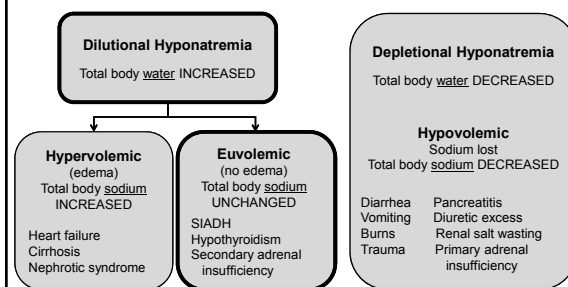 Dilutional Hyponatremia
Total body water INCREASED
Hypervolemic
(edema)
Total body sodium
INCREASED
Heart failure
Cirrhosis
Nephrotic syndrome
Euvolemic
(no edema)
Total body sodium
UNCHANGED
SIADH
Hypothyroidism
Secondary adrenal
insufficiency
Depletional Hyponatremia
Total body water DECREASED
Hypovolemic
Sodium lost
Total body sodium DECREASED
Diarrhea Pancreatitis
Vomiting Diuretic excess
Burns Renal salt wasting
Trauma Primary adrenal
insufficiency